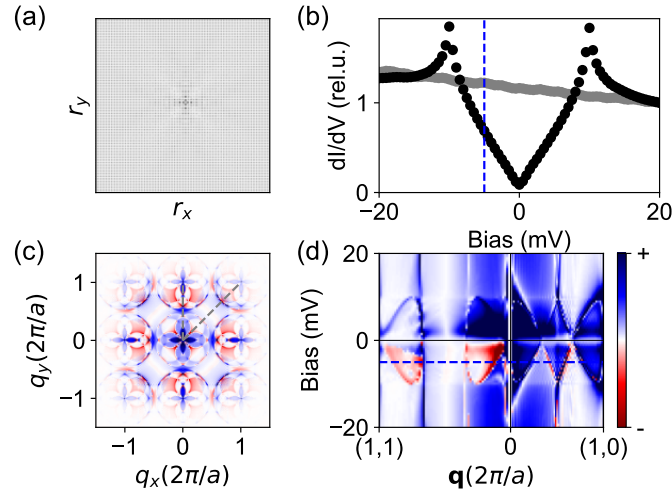 (a)
r_y
r_x
(b)
dI/dV (rel.u.)
1
0
−20
0
20
Bias (mV)
(c)
q_y(2π/a)
1
0
−1
−1
0
1
q_x(2π/a)
(d)
Bias (mV)
20
0
−20
(1,1)
0
(1,0)
q(2π/a)
+
-